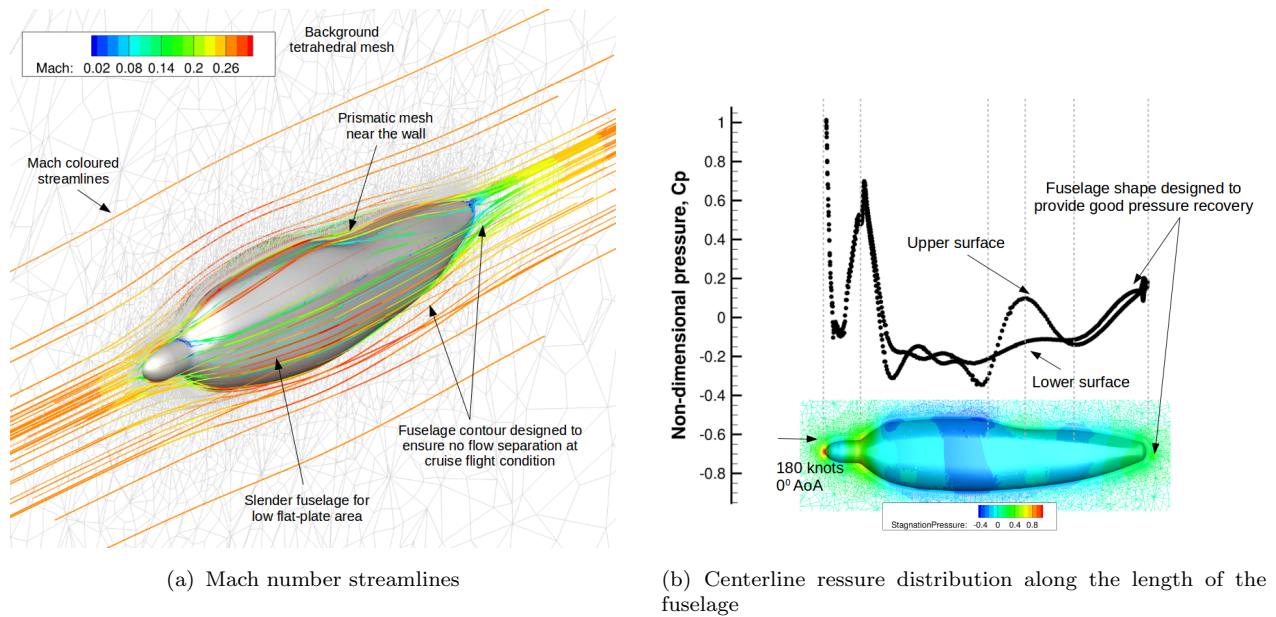 Background
tetrahedral mesh
Mach: 0.02 0.08 0.14 0.2 0.26
Prismatic mesh
near the wall
Mach coloured
streamlines
Fuselage contour designed to
ensure no flow separation at
cruise flight condition
Slender fuselage for
low flat-plate area
(a) Mach number streamlines
Non-dimensional pressure, Cp
1
0.8
0.6
0.4
0.2
0
-0.2
-0.4
-0.6
-0.8
Fuselage shape designed to
provide good pressure recovery
Upper surface
Lower surface
180 knots
0⁰ AoA
StagnationPressure: -0.4 0 0.4 0.8
(b) Centerline ressure distribution along the length of the
fuselage